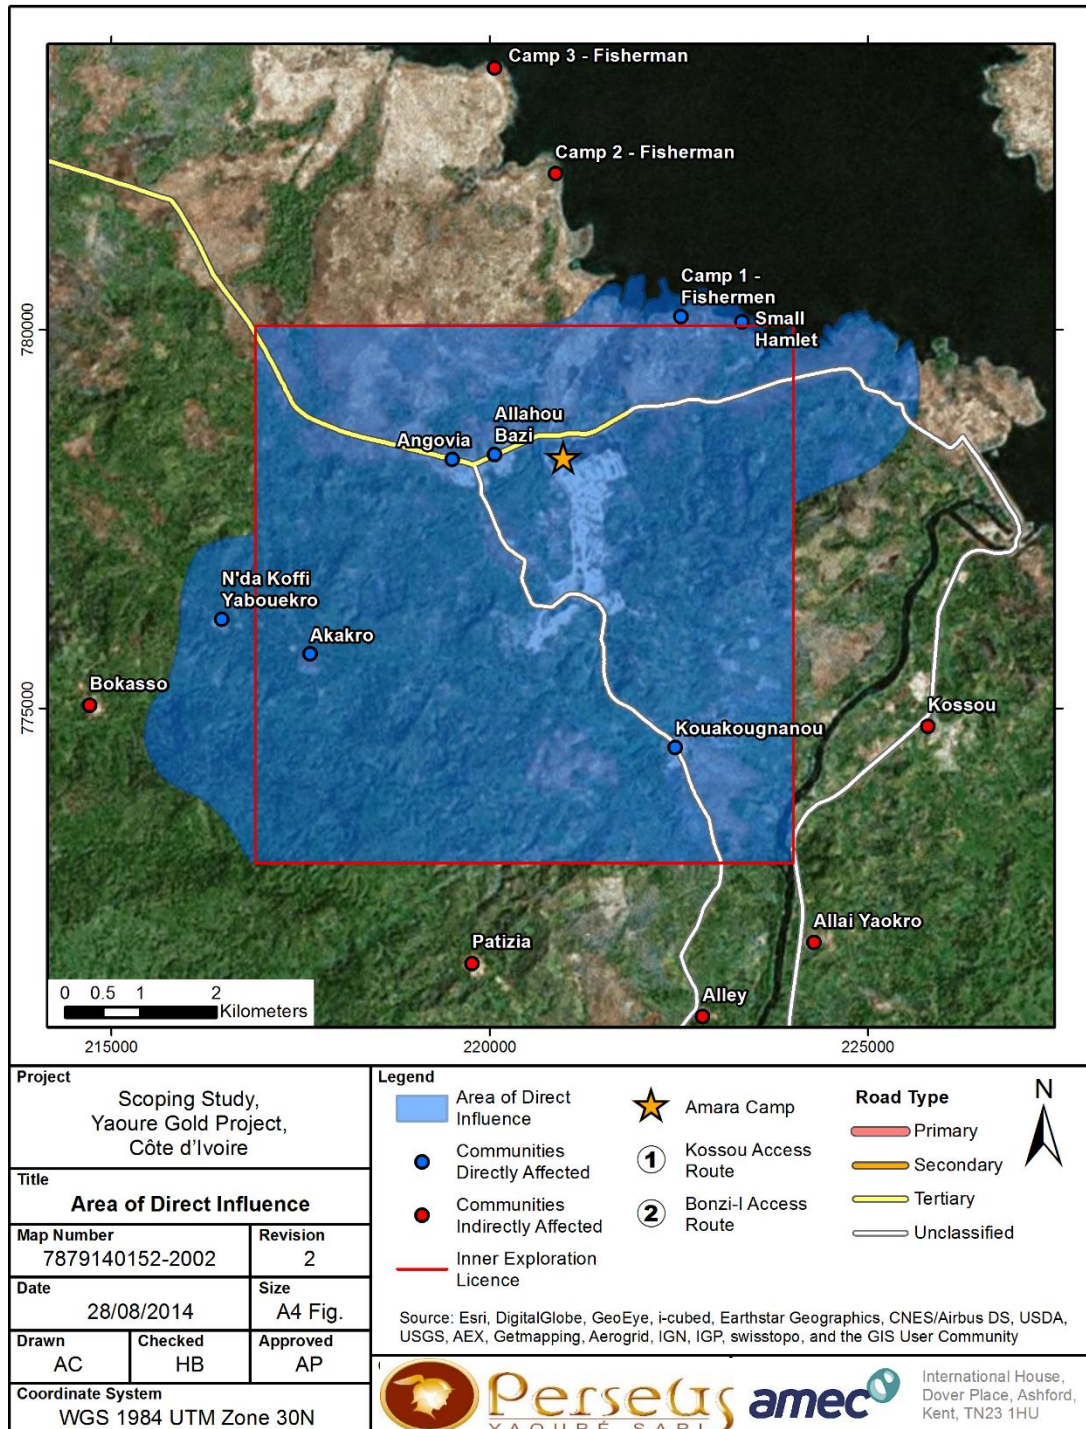 Camp 3 - Fisherman
Camp 2 - Fisherman
Camp 1 -
Fishermen
Small
Hamlet
780000
780000
Allahou
Bazi
Angovia
N'da Koffi
Yabouekro
Akakro
Bokasso
775000
Kossou
Kouakougnanou
Allai Yaokro
Patizia
Alley
0 0.5 1 2
Kilometers
215000 220000 225000
Project
Scoping Study,
Yaoure Gold Project,
Côte d'Ivoire
Title
Area of Direct Influence
Map Number
7879140152-2002
Revision
2
Date
28/08/2014
Size
A4 Fig.
Drawn
AC
Checked
HB
Approved
AP
Coordinate System
WGS 1984 UTM Zone 30N
Legend
Area of Direct
Influence
Communities
Directly Affected
Communities
Indirectly Affected
Inner Exploration
Licence
Amara Camp
1 Kossou Access
Route
2 Bonzi-I Access
Route
Road Type
Primary
Secondary
Tertiary
Unclassified
N
Source: Esri, DigitalGlobe, GeoEye, i-cubed, Earthstar Geographics, CNES/Airbus DS, USDA,
USGS, AEX, Getmapping, Aerogrid, IGN, IGP, swisstopo, and the GIS User Community
Perseus
YAOURÉ SARL
amec
International House,
Dover Place, Ashford,
Kent, TN23 1HU